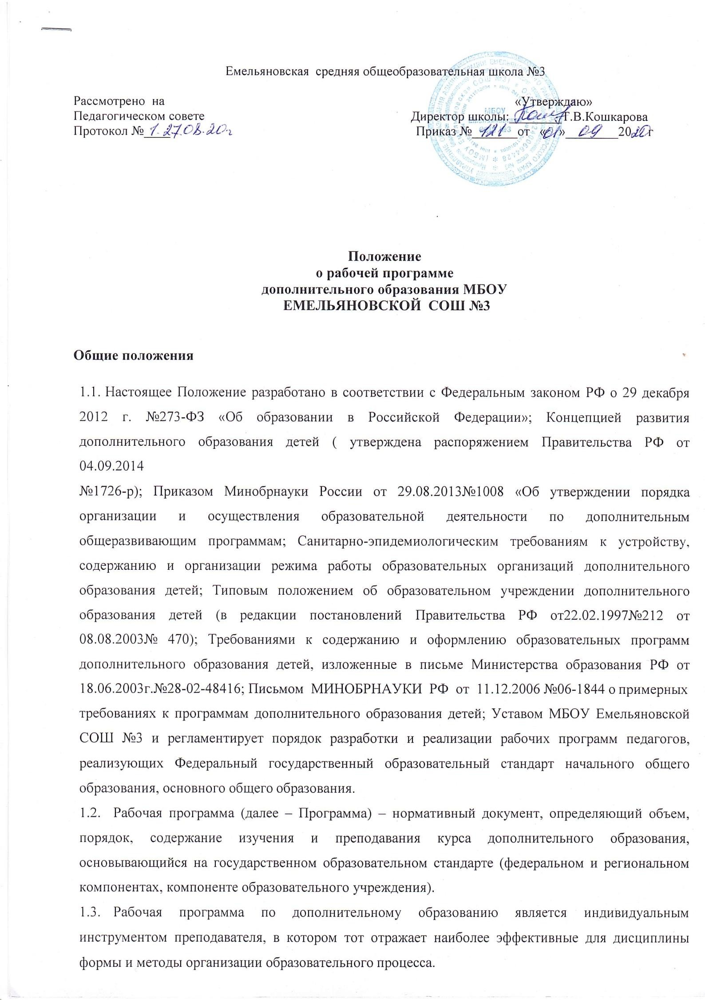 Емельяновская средняя общеобразовательная школа №3
Рассмотрено на
«Утверждаю»
Педагогическом совете
Директор школы:________Т.В.Кошкарова
Протокол №____ 1. 27.08.20.г
Приказ № 121 от «01» 09 2020 г
МБОУ
Положение
о рабочей программе
дополнительного образования МБОУ
ЕМЕЛЬЯНОВСКОЙ СОШ №3
Общие положения
1.1. Настоящее Положение разработано в соответствии с Федеральным законом РФ о 29 декабря
2012 г. №273-ФЗ «Об образовании в Российской Федерации»; Концепцией развития
дополнительного образования детей ( утверждена распоряжением Правительства РФ от
04.09.2014
№1726-р); Приказом Минобрнауки России от 29.08.2013№1008 «Об утверждении порядка
организации и осуществления образовательной деятельности по дополнительным
общеразвивающим программам; Санитарно-эпидемиологическим требованиям к устройству,
содержанию и организации режима работы образовательных организаций дополнительного
образования детей; Типовым положением об образовательном учреждении дополнительного
образования детей (в редакции постановлений Правительства РФ от22.02.1997№212 от
08.08.2003№ 470); Требованиями к содержанию и оформлению образовательных программ
дополнительного образования детей, изложенные в письме Министерства образования РФ от
18.06.2003г.№28-02-48416; Письмом МИНОБРНАУКИ РФ от 11.12.2006 №06-1844 о примерных
требованиях к программам дополнительного образования детей; Уставом МБОУ Емельяновской
СОШ №3 и регламентирует порядок разработки и реализации рабочих программ педагогов,
реализующих Федеральный государственный образовательный стандарт начального общего
образования, основного общего образования.
1.2. Рабочая программа (далее – Программа) – нормативный документ, определяющий объем,
порядок, содержание изучения и преподавания курса дополнительного образования,
основывающийся на государственном образовательном стандарте (федеральном и региональном
компонентах, компоненте образовательного учреждения).
1.3. Рабочая программа по дополнительному образованию является индивидуальным
инструментом преподавателя, в котором тот отражает наиболее эффективные для дисциплины
формы и методы организации образовательного процесса.